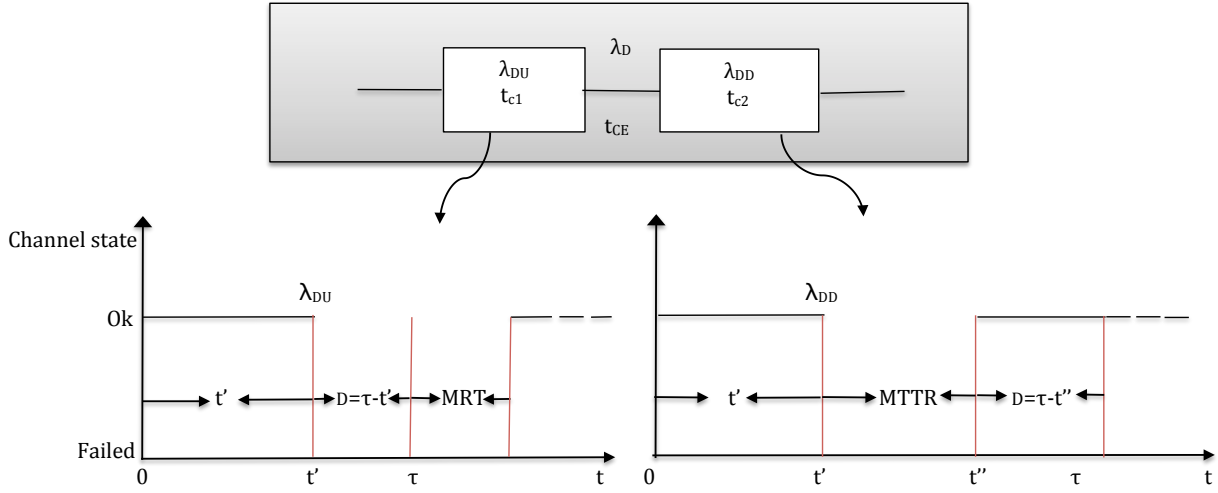 λD
λDU
tc1
λDD
tc2
tCE
Channel state
λDU
λDD
Ok
t’ D=τ-t’ MRT
t’ MTTR D=τ-t’’
Failed
0 t’ τ t
0 t’ t’’ τ t